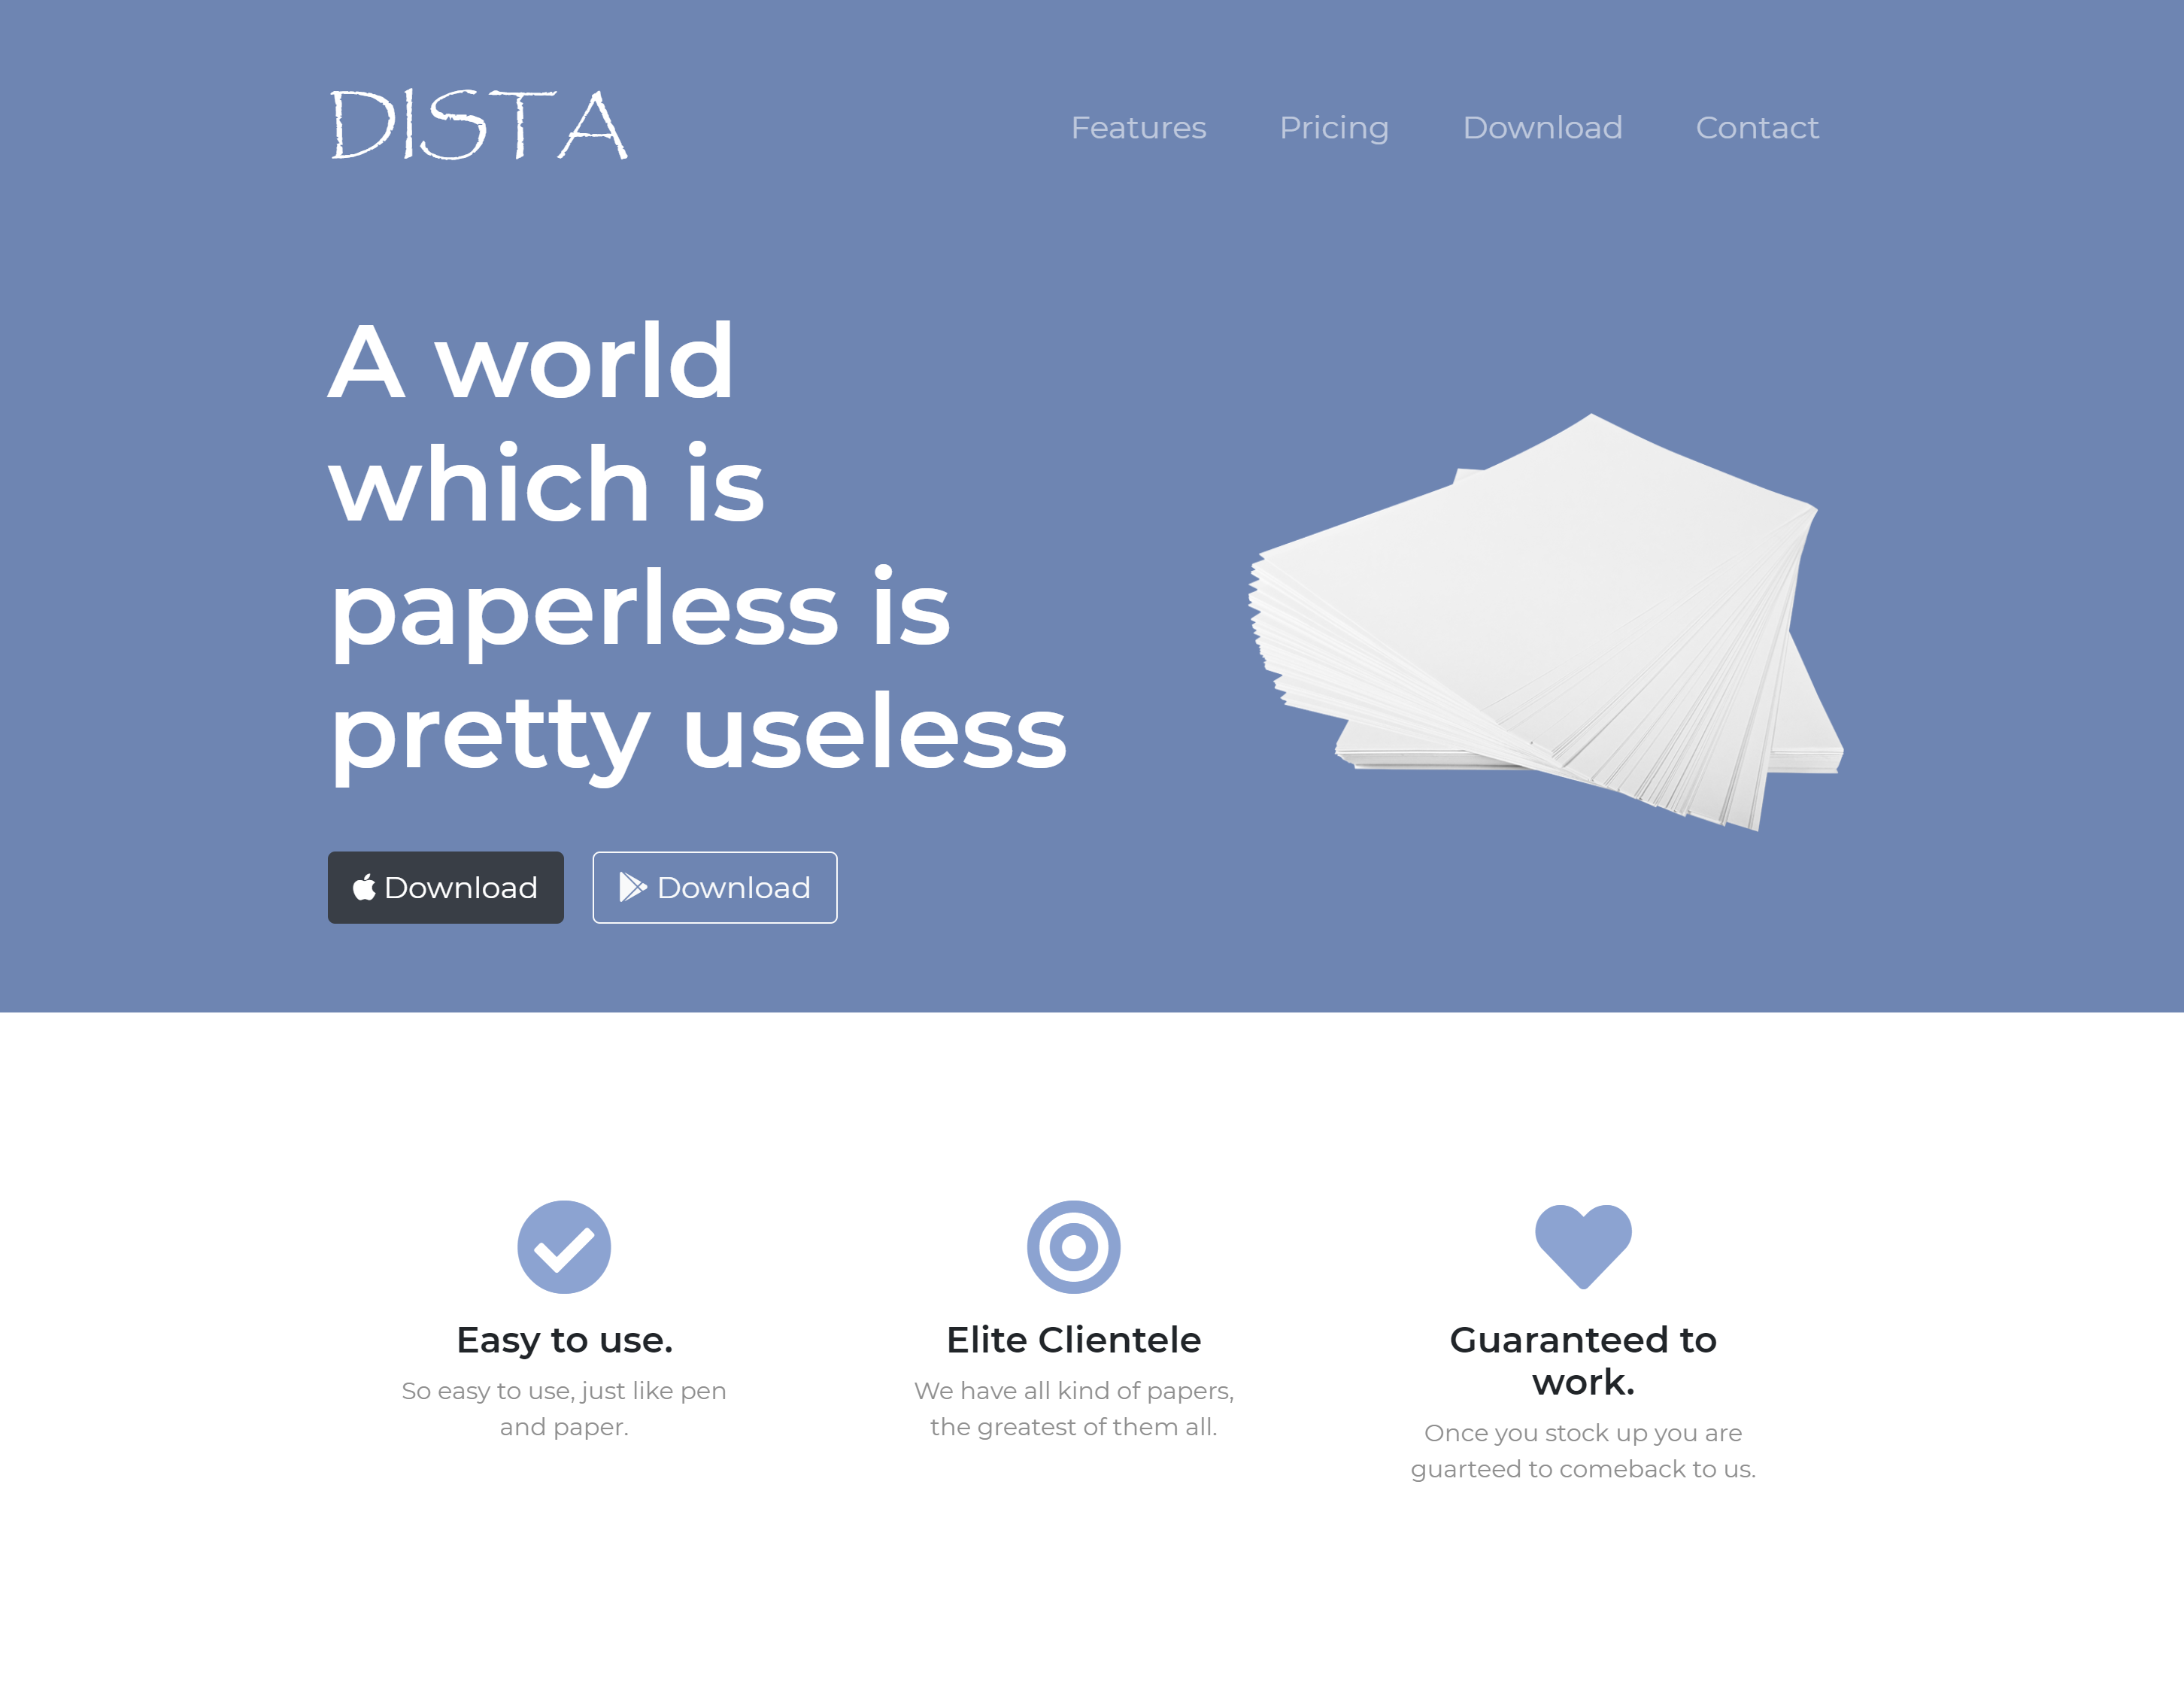 DISTA
Features
Pricing
Download
Contact
A world
which is
paperless is
pretty useless
Download
Download
Easy to use.
So easy to use, just like pen
and paper.
Elite Clientele
We have all kind of papers,
the greatest of them all.
Guaranteed to
work.
Once you stock up you are
guarteed to comeback to us.